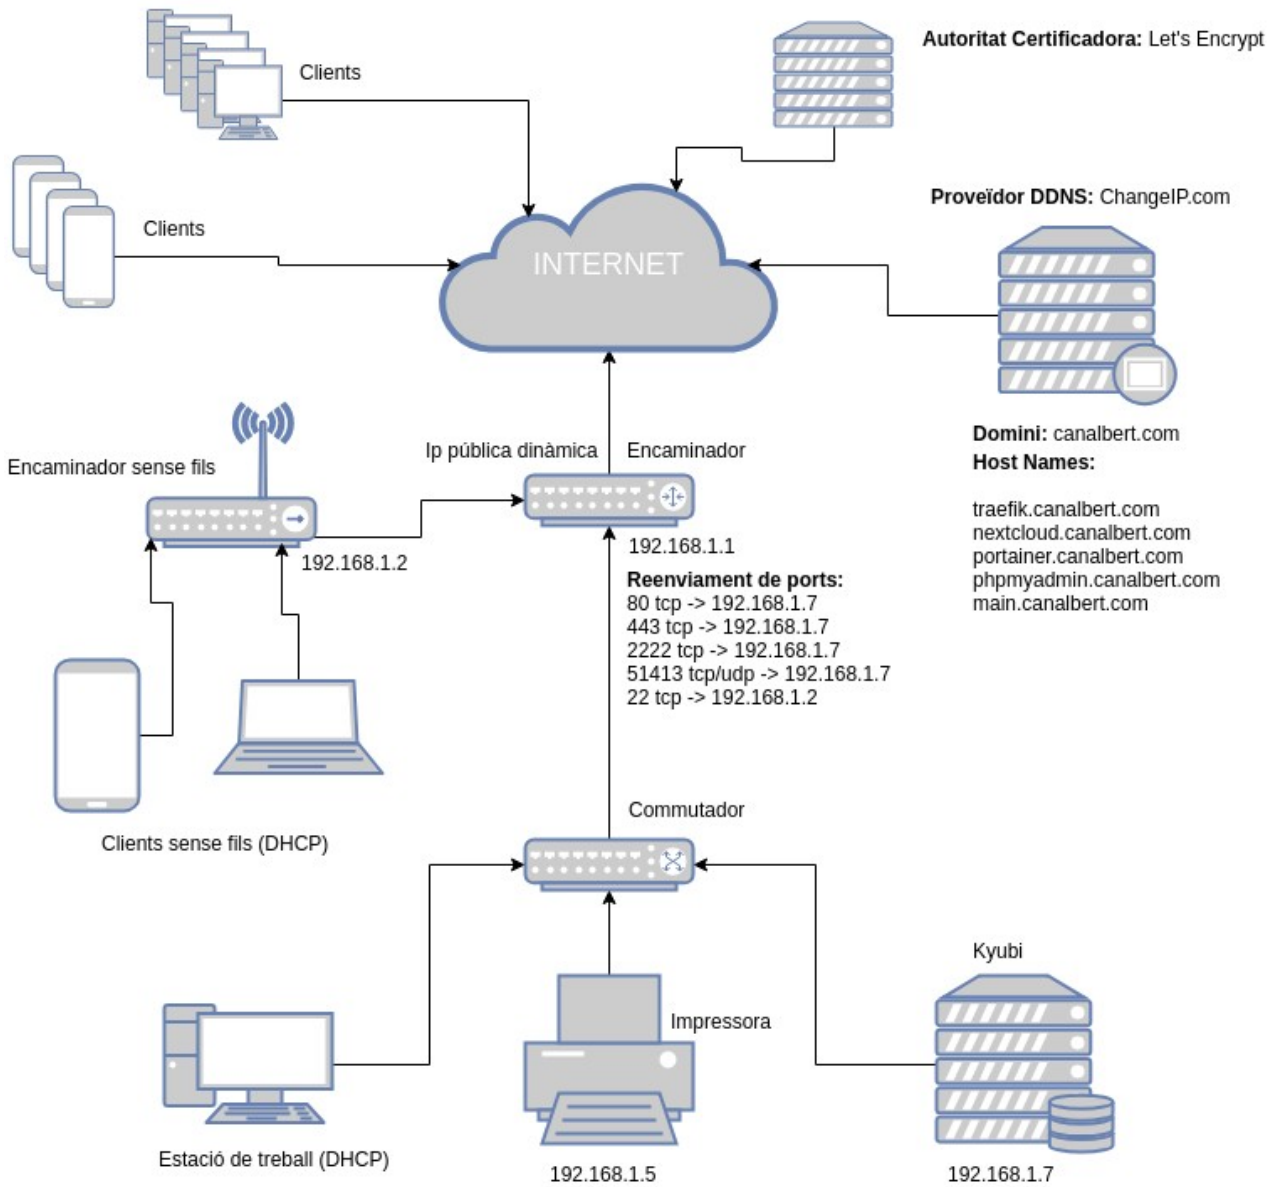 Autoritat Certificadora: Let's Encrypt
Clients
Proveïdor DDNS: ChangeIP.com
Clients
INTERNET
Domini: canalbert.com
Host Names:
traefik.canalbert.com
nextcloud.canalbert.com
portainer.canalbert.com
phpmyadmin.canalbert.com
main.canalbert.com
Ip pública dinàmica
Encaminador
Encaminador sense fils
192.168.1.1
192.168.1.2
Reenviament de ports:
80 tcp -> 192.168.1.7
443 tcp -> 192.168.1.7
2222 tcp -> 192.168.1.7
51413 tcp/udp -> 192.168.1.7
22 tcp -> 192.168.1.2
Clients sense fils (DHCP)
Commutador
Kyubi
Impressora
Estació de treball (DHCP)
192.168.1.5
192.168.1.7